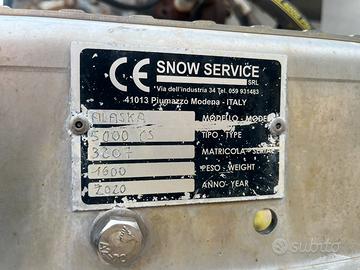 CE SNOW SERVICE
SRL
"Via dell'industria 34 Tel. 059 931483
41013 Piumazzo Modena - ITALY
ALASKA MODELLO - MODEL
5000 CS TIPO - TYPE
3207 MATRICOLA - SERIAL
1600 PESO - WEIGHT
2020 ANNO - YEAR
subito